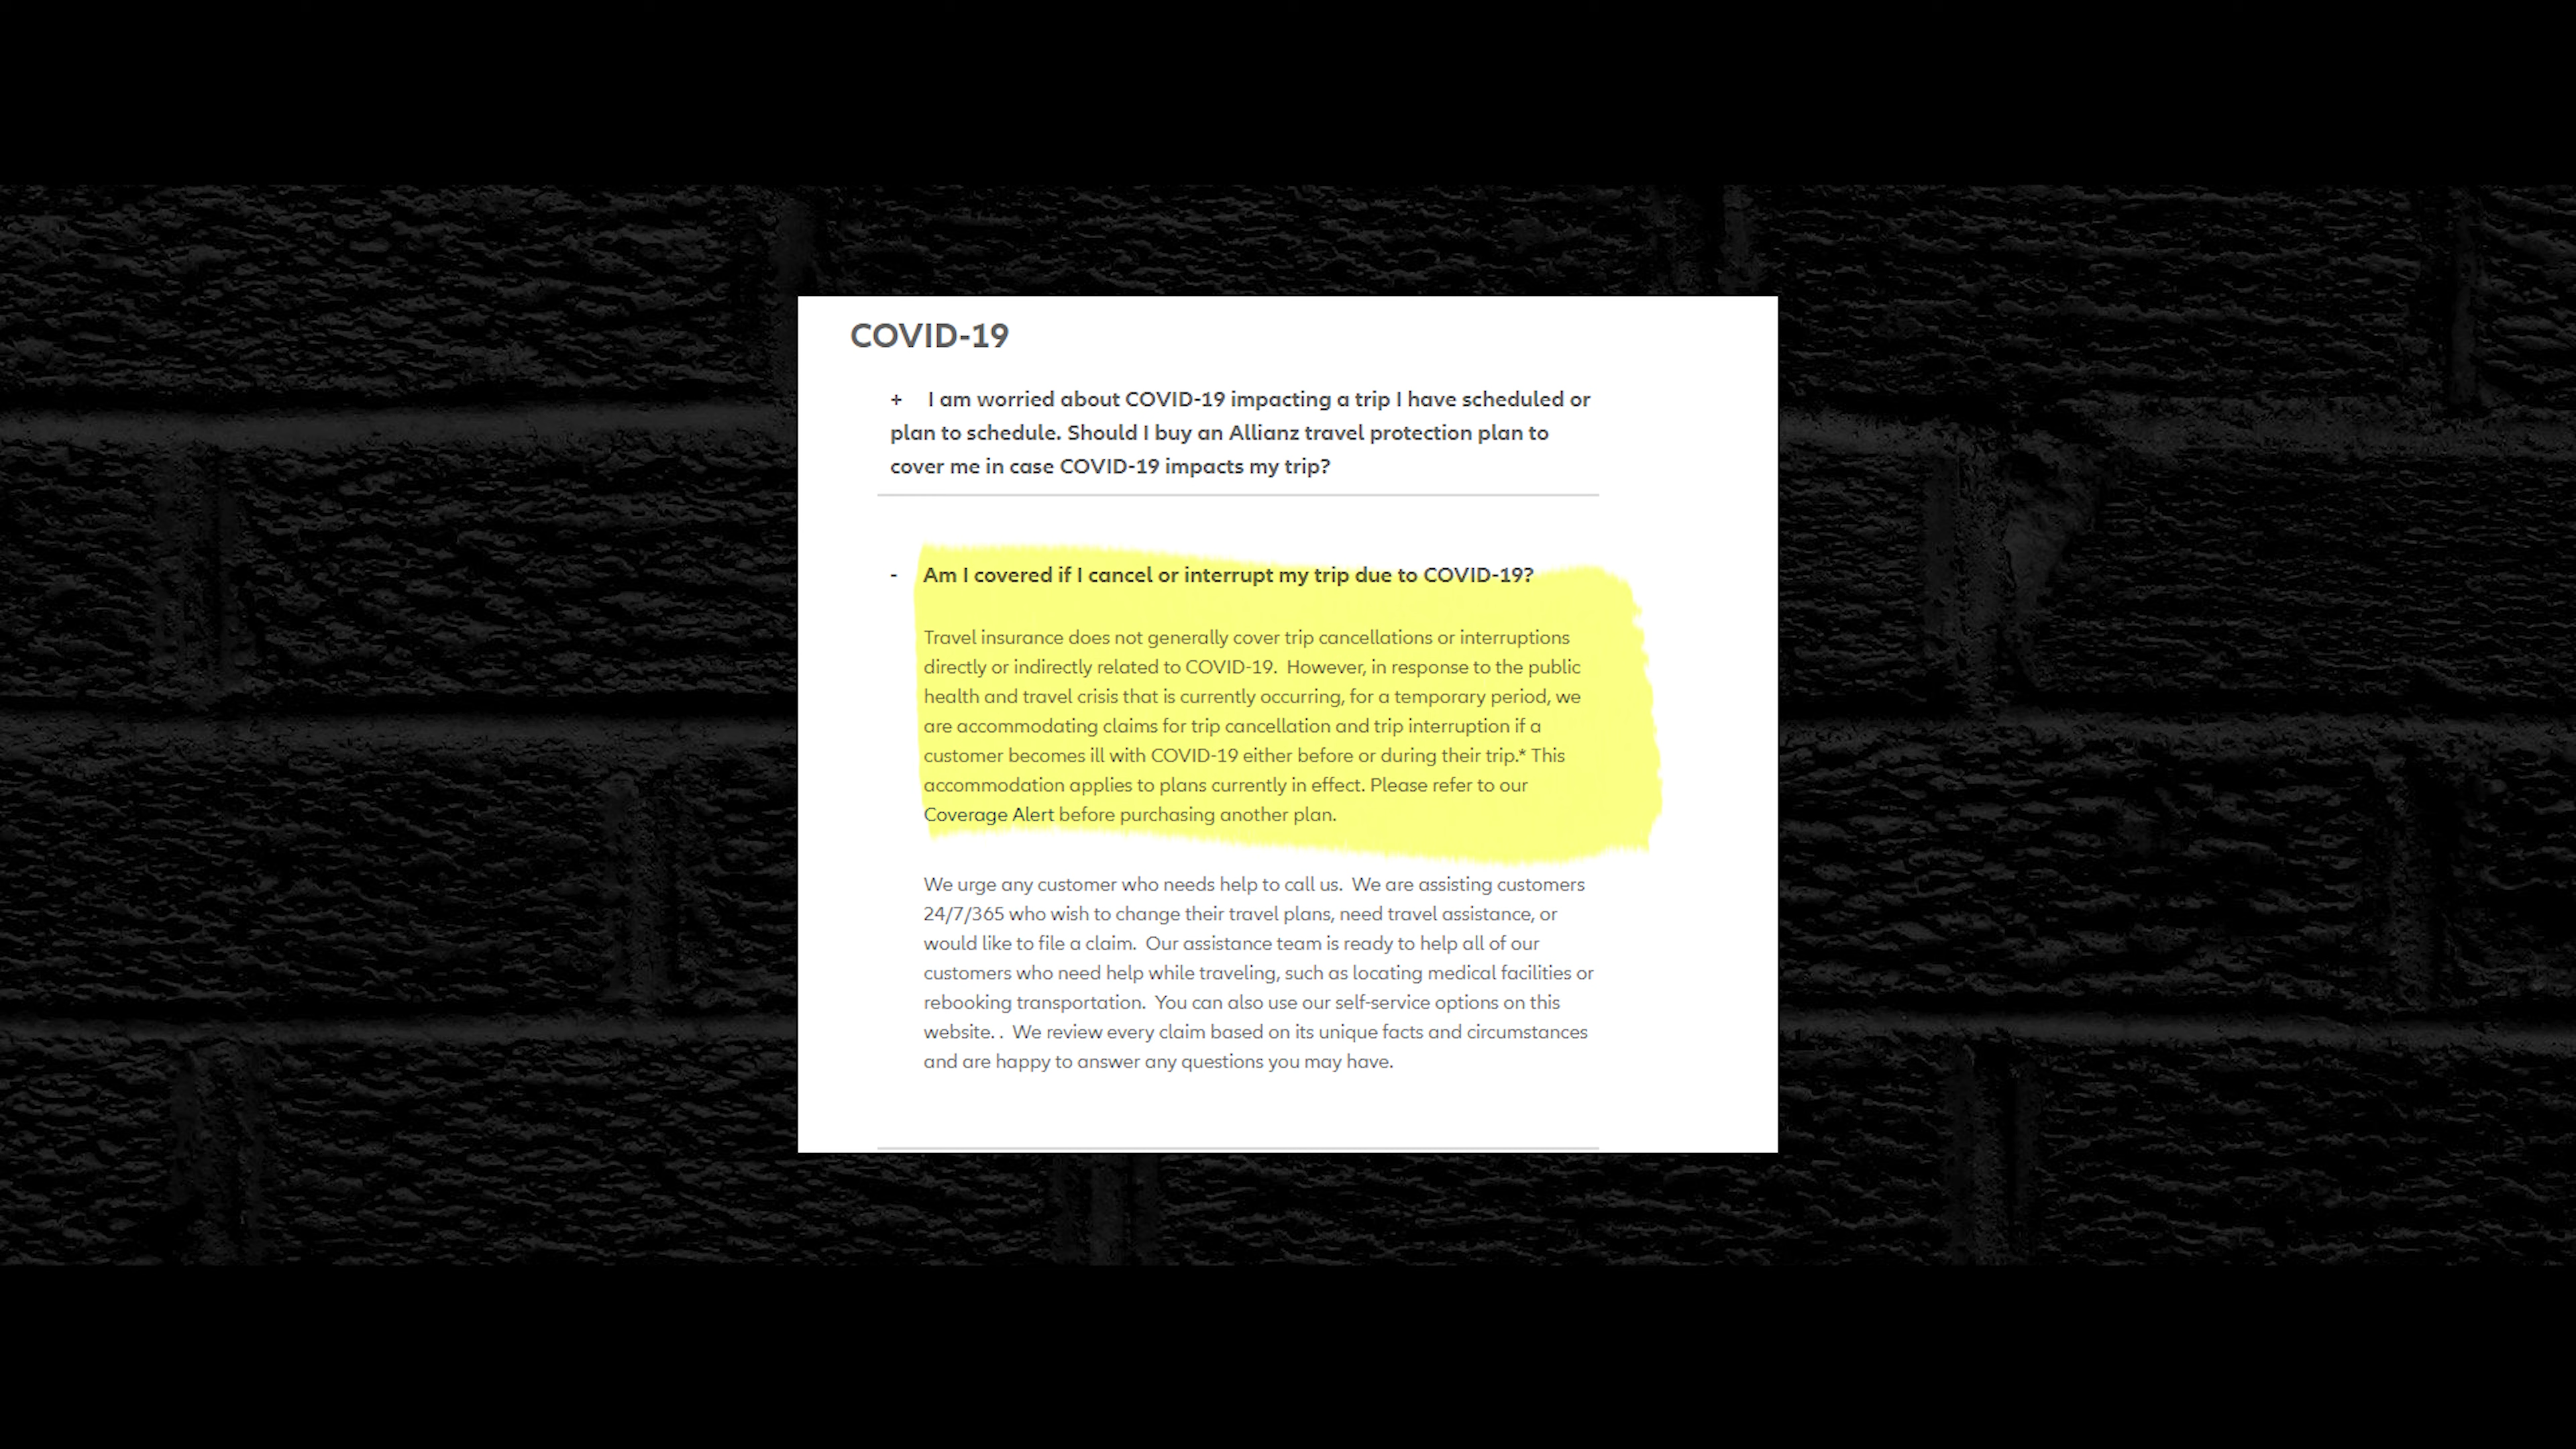 COVID-19
+ I am worried about COVID-19 impacting a trip I have scheduled or
plan to schedule. Should I buy an Allianz travel protection plan to
cover me in case COVID-19 impacts my trip?
- Am I covered if I cancel or interrupt my trip due to COVID-19?
Travel insurance does not generally cover trip cancellations or interruptions
directly or indirectly related to COVID-19. However, in response to the public
health and travel crisis that is currently occurring, for a temporary period, we
are accommodating claims for trip cancellation and trip interruption if a
customer becomes ill with COVID-19 either before or during their trip.* This
accommodation applies to plans currently in effect. Please refer to our
Coverage Alert before purchasing another plan.
We urge any customer who needs help to call us. We are assisting customers
24/7/365 who wish to change their travel plans, need travel assistance, or
would like to file a claim. Our assistance team is ready to help all of our
customers who need help while traveling, such as locating medical facilities or
rebooking transportation. You can also use our self-service options on this
website. . We review every claim based on its unique facts and circumstances
and are happy to answer any questions you may have.